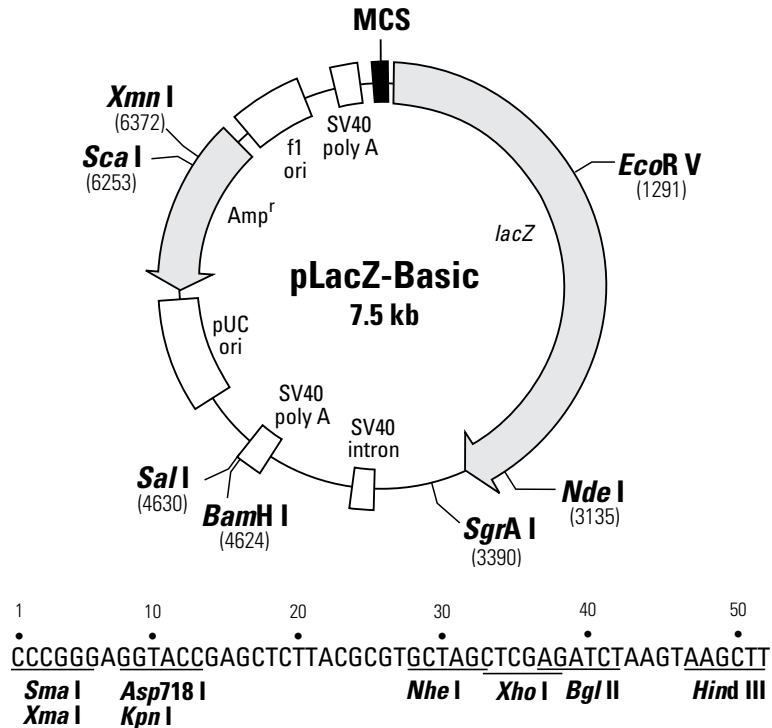 MCS
Xmn I
(6372)
Sca I
(6253)
SV40
poly A
f1
ori
EcoR V
(1291)
Ampr
lacZ
pLacZ-Basic
7.5 kb
pUC
ori
SV40
poly A
SV40
intron
Sal I
(4630)
BamH I
(4624)
Nde I
(3135)
SgrA I
(3390)
1 10 20 30 40 50
CCCGGGAGGTACCGAGCTCTTACGCGTGCTAGCTCGAGATCTAAGTAAGCTT
Sma I Asp718 I Nhe I Xho I Bgl II Hind III
Xma I Kpn I